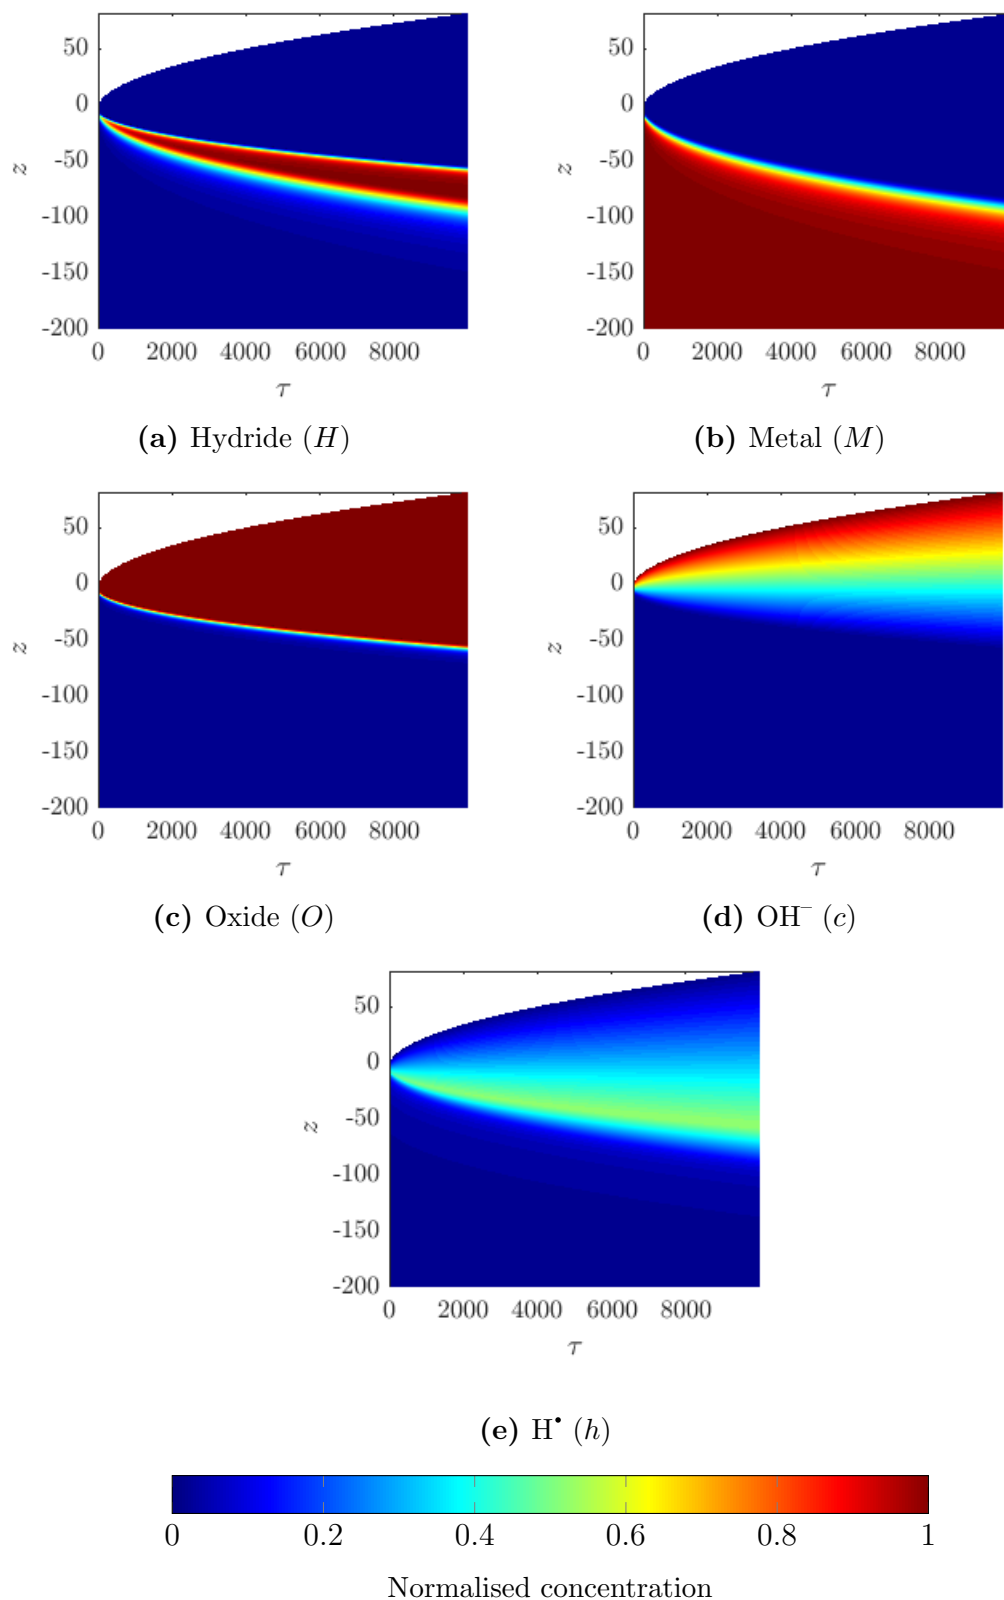 50
0
-50
-100
-150
-200
z
0 2000 4000 6000 8000
τ
(a) Hydride (H)
50
0
-50
-100
-150
-200
z
0 2000 4000 6000 8000
τ
(b) Metal (M)
50
0
-50
-100
-150
-200
z
0 2000 4000 6000 8000
τ
(c) Oxide (O)
50
0
-50
-100
-150
-200
z
0 2000 4000 6000 8000
τ
(d) OH⁻ (c)
50
0
-50
-100
-150
-200
z
0 2000 4000 6000 8000
τ
(e) H• (h)
0 0.2 0.4 0.6 0.8 1
Normalised concentration